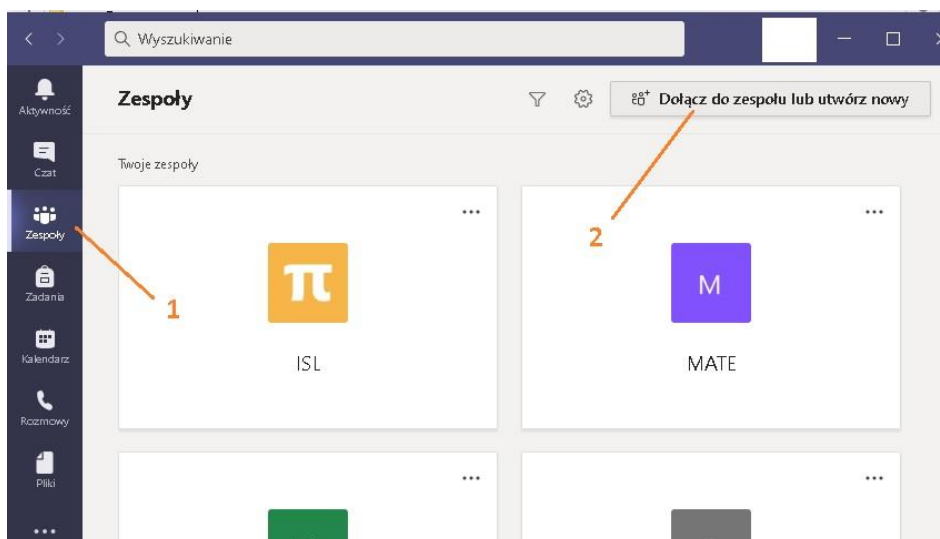 Wyszukiwanie
Aktywność
Czat
Zespoły
Zadania
Kalendarz
Rozmowy
Pliki
Zespoły
Dołącz do zespołu lub utwórz nowy
Twoje zespoły
1
2
π
ISL
M
MATE